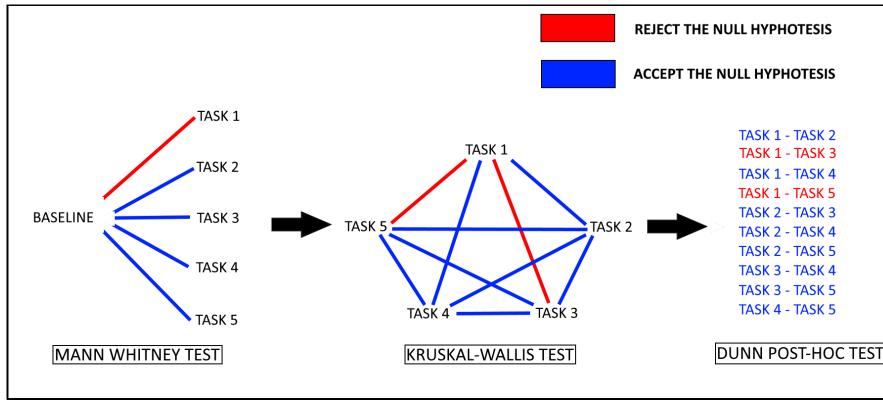 REJECT THE NULL HYPHOTESIS
ACCEPT THE NULL HYPHOTESIS
BASELINE
TASK 1
TASK 2
TASK 3
TASK 4
TASK 5
MANN WHITNEY TEST
TASK 1
TASK 5
TASK 2
TASK 4
TASK 3
KRUSKAL-WALLIS TEST
TASK 1 - TASK 2
TASK 1 - TASK 3
TASK 1 - TASK 4
TASK 1 - TASK 5
TASK 2 - TASK 3
TASK 2 - TASK 4
TASK 2 - TASK 5
TASK 3 - TASK 4
TASK 3 - TASK 5
TASK 4 - TASK 5
DUNN POST-HOC TEST